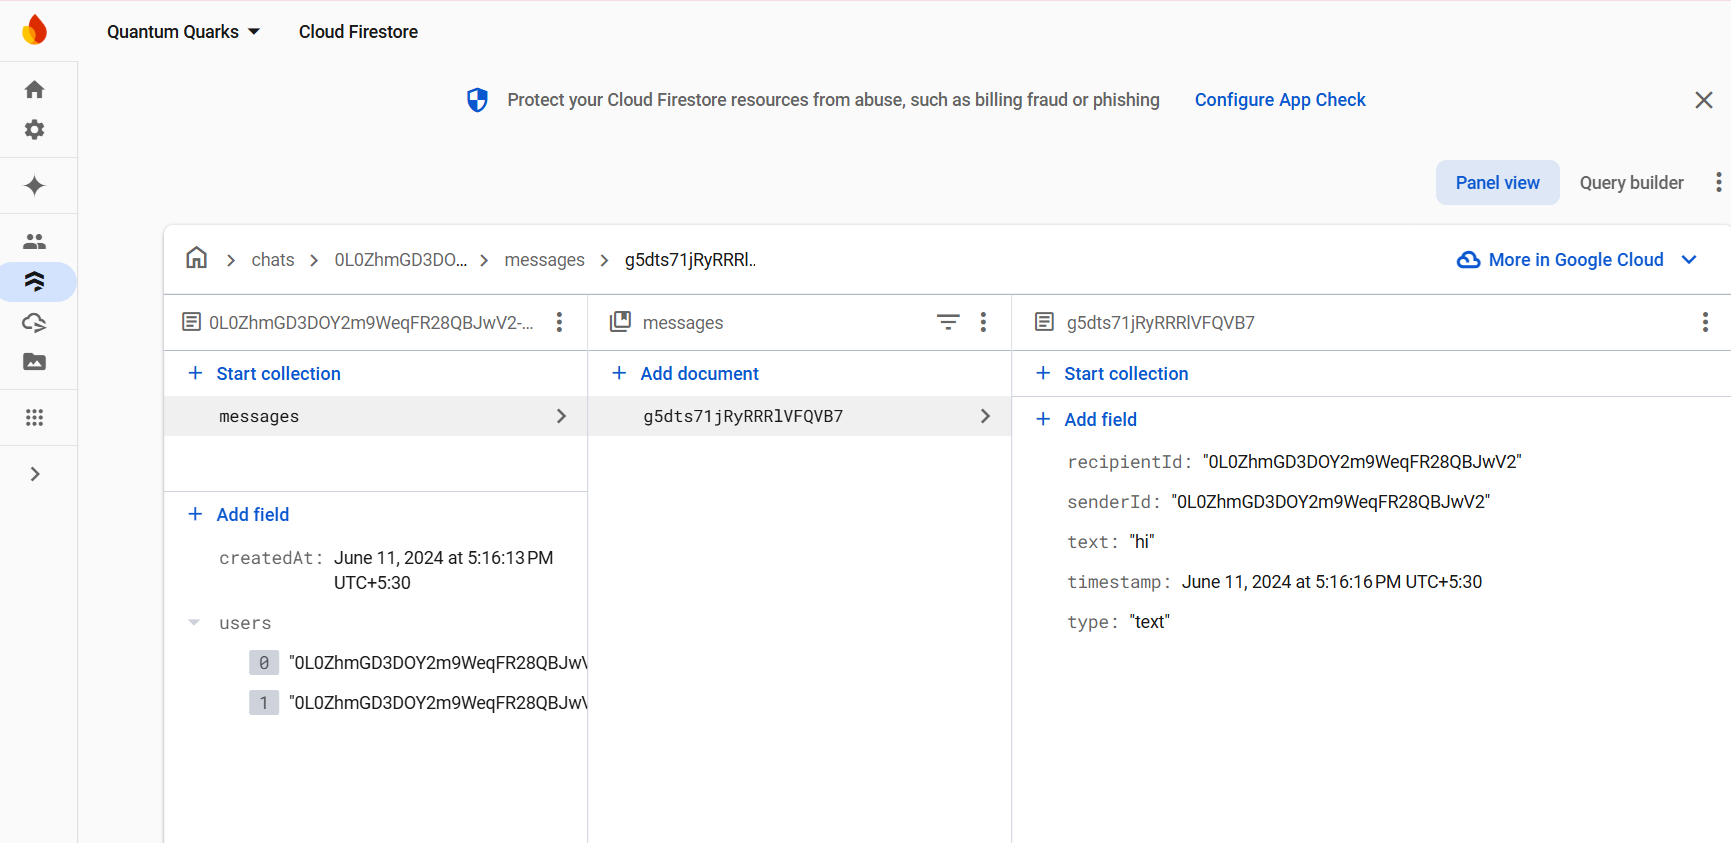 Quantum Quarks
Cloud Firestore
Protect your Cloud Firestore resources from abuse, such as billing fraud or phishing
Configure App Check
Panel view
Query builder
chats
0L0ZhmGD3DO...
messages
g5dts71jRyRRRl..
More in Google Cloud
0L0ZhmGD3DOY2m9WeqFR28QBJwV2-...
+ Start collection
messages
+ Add field
createdAt: June 11, 2024 at 5:16:13 PM
UTC+5:30
users
0 "0L0ZhmGD3DOY2m9WeqFR28QBJwV
1 "0L0ZhmGD3DOY2m9WeqFR28QBJwV
messages
+ Add document
g5dts71jRyRRRlVFQVB7
g5dts71jRyRRRlVFQVB7
+ Start collection
+ Add field
recipientId: "0L0ZhmGD3DOY2m9WeqFR28QBJwV2"
senderId: "0L0ZhmGD3DOY2m9WeqFR28QBJwV2"
text: "hi"
timestamp: June 11, 2024 at 5:16:16 PM UTC+5:30
type: "text"